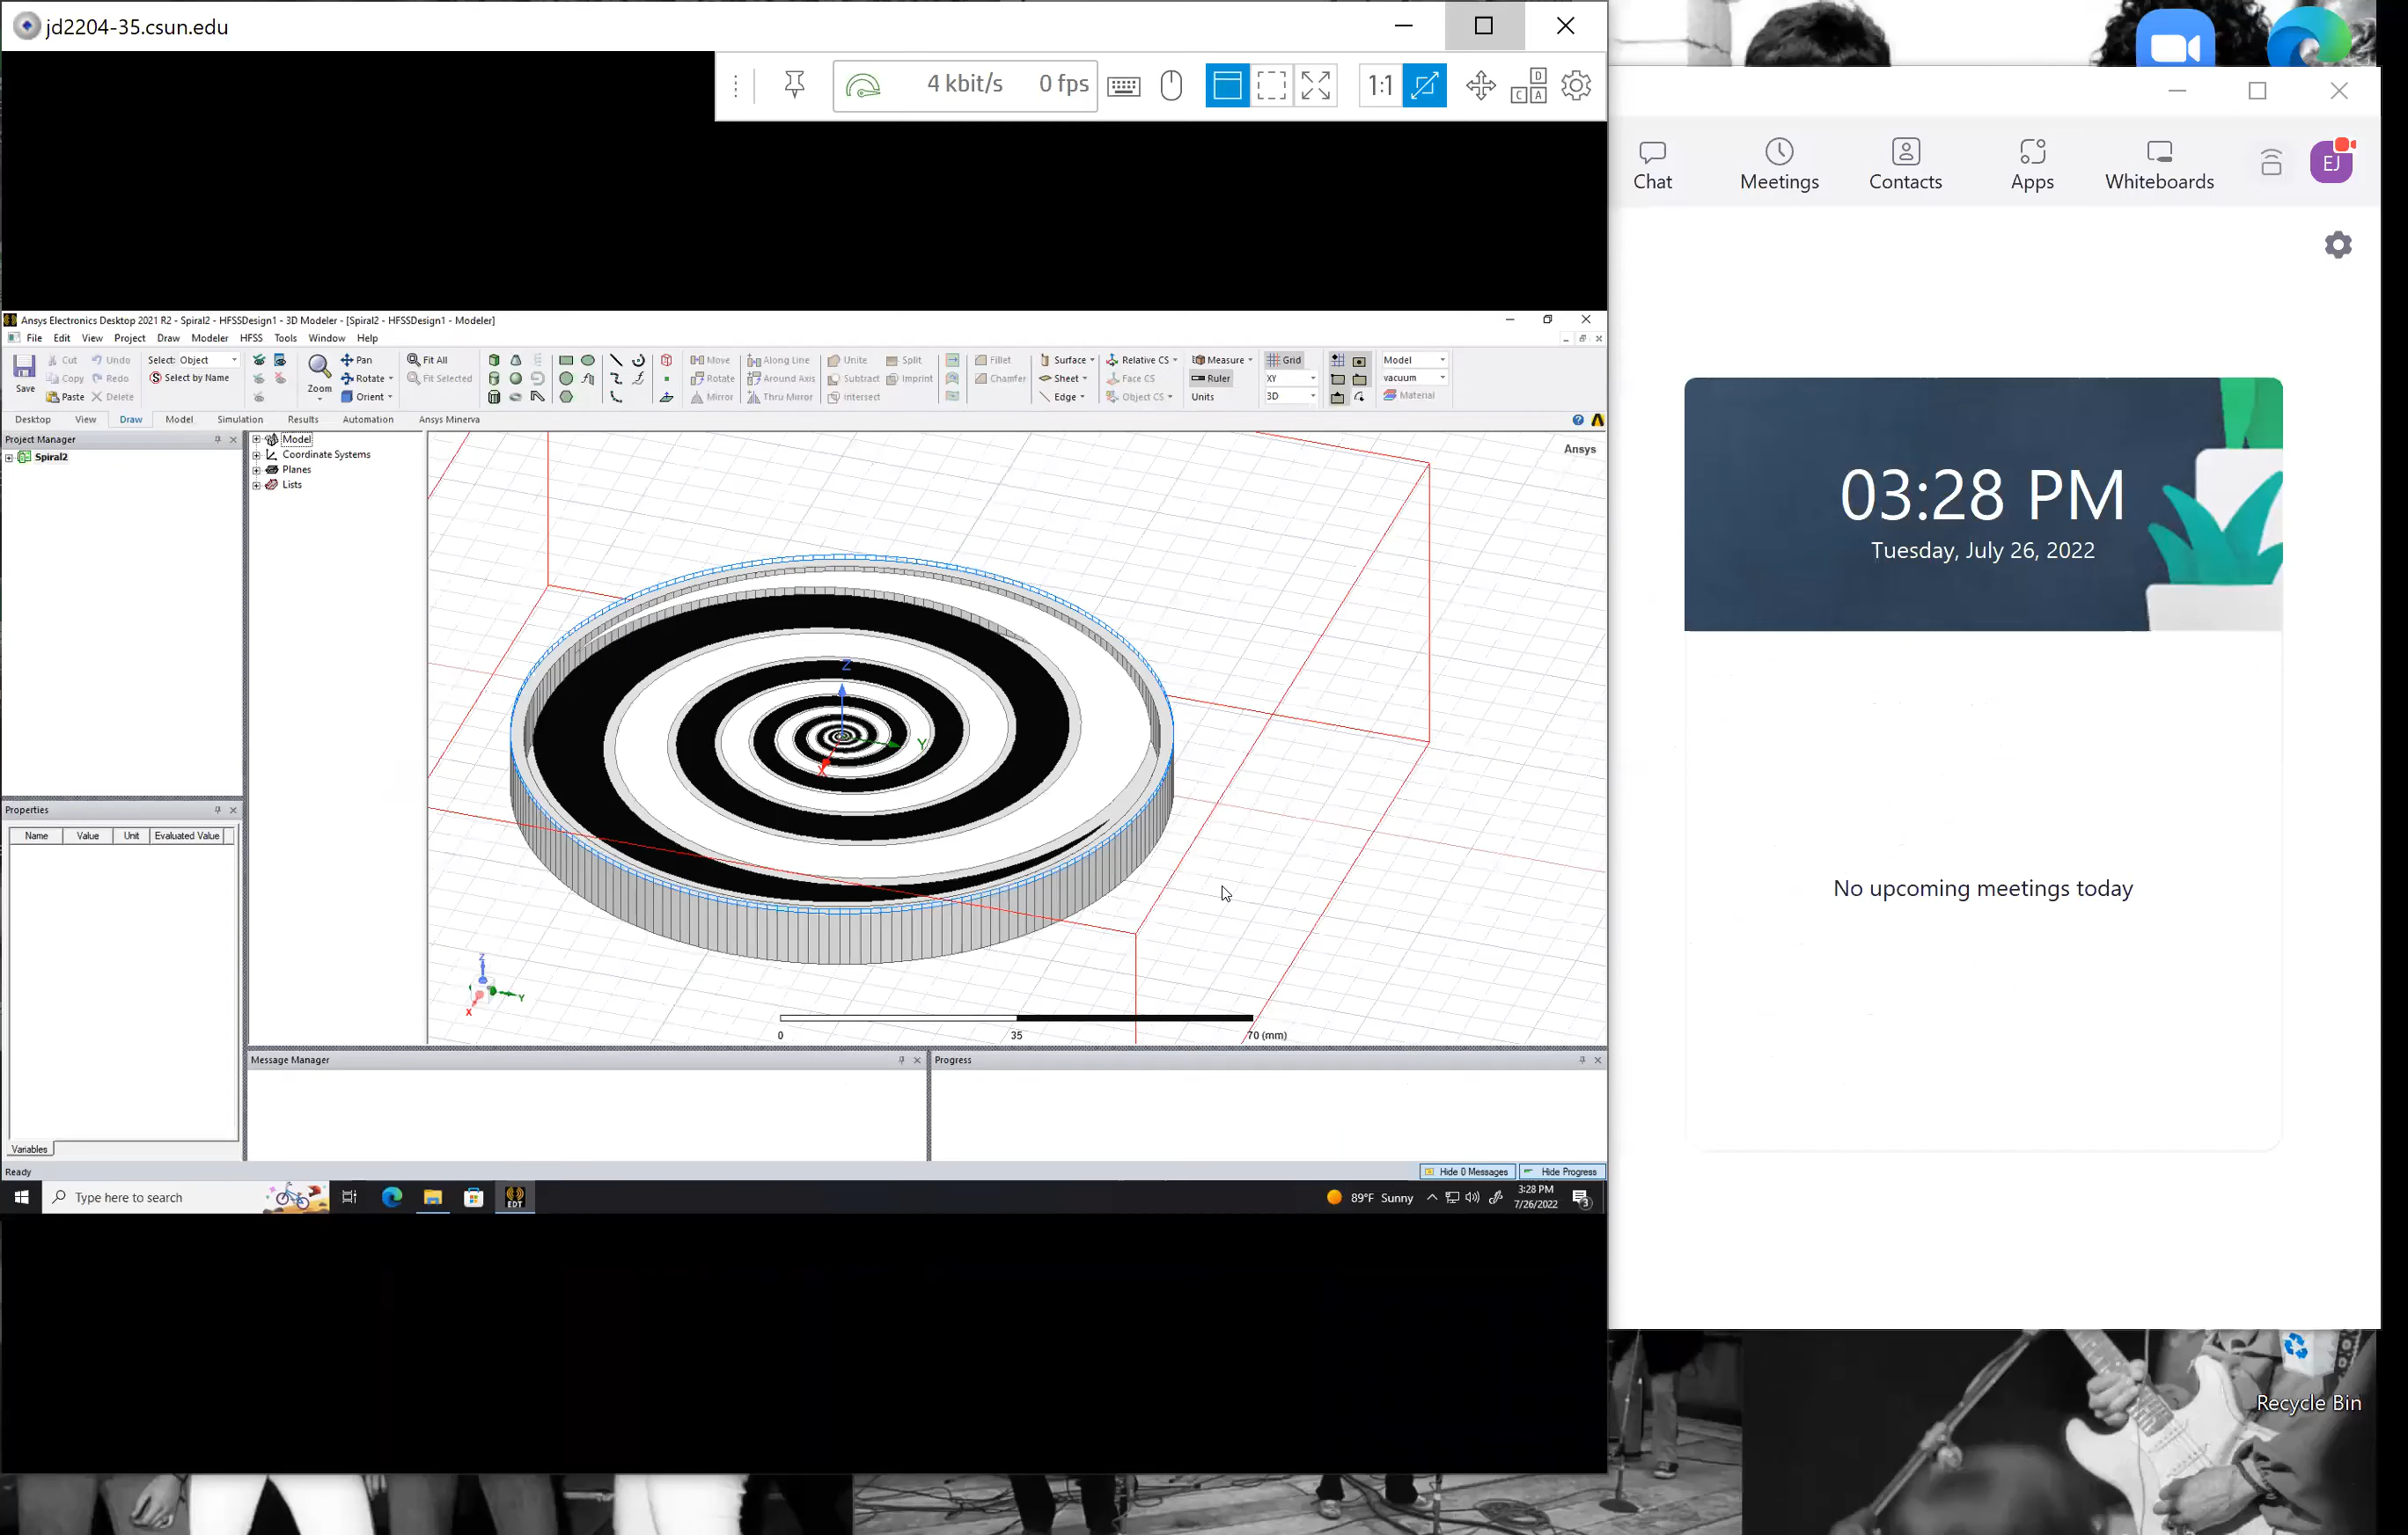 jd2204-35.csun.edu
4 kbit/s 0 fps
1:1
D
C A
Ansys Electronics Desktop 2021 R2 - Spiral2 - HFSSDesign1 - 3D Modeler - [Spiral2 - HFSSDesign1 - Modeler]
File Edit View Project Draw Modeler HFSS Tools Window Help
Save
Cut Undo
Copy Redo
Paste Delete
Select: Object
Select by Name
Zoom
Pan
Rotate
Orient
Fit All
Fit Selected
Move
Rotate
Mirror
Along Line
Around Axis
Thru Mirror
Unite Split
Subtract Imprint
Intersect
Fillet
Chamfer
Surface
Sheet
Edge
Relative CS
Face CS
Object CS
Measure
Ruler
Units
Grid
XY
3D
Model
vacuum
Material
Desktop View Draw Model Simulation Results Automation Ansys Minerva
Project Manager
Spiral2
Model
Coordinate Systems
Planes
Lists
Ansys
Z
Y
X
Properties
Name Value Unit Evaluated Value
Variables
Z
Y
X
0 35 70 (mm)
Message Manager
Progress
Ready
Hide 0 Messages Hide Progress
Type here to search
EDT
89°F Sunny
3:28 PM
7/26/2022
3
Chat Meetings Contacts Apps Whiteboards
EJ
03:28 PM
Tuesday, July 26, 2022
No upcoming meetings today
Recycle Bin